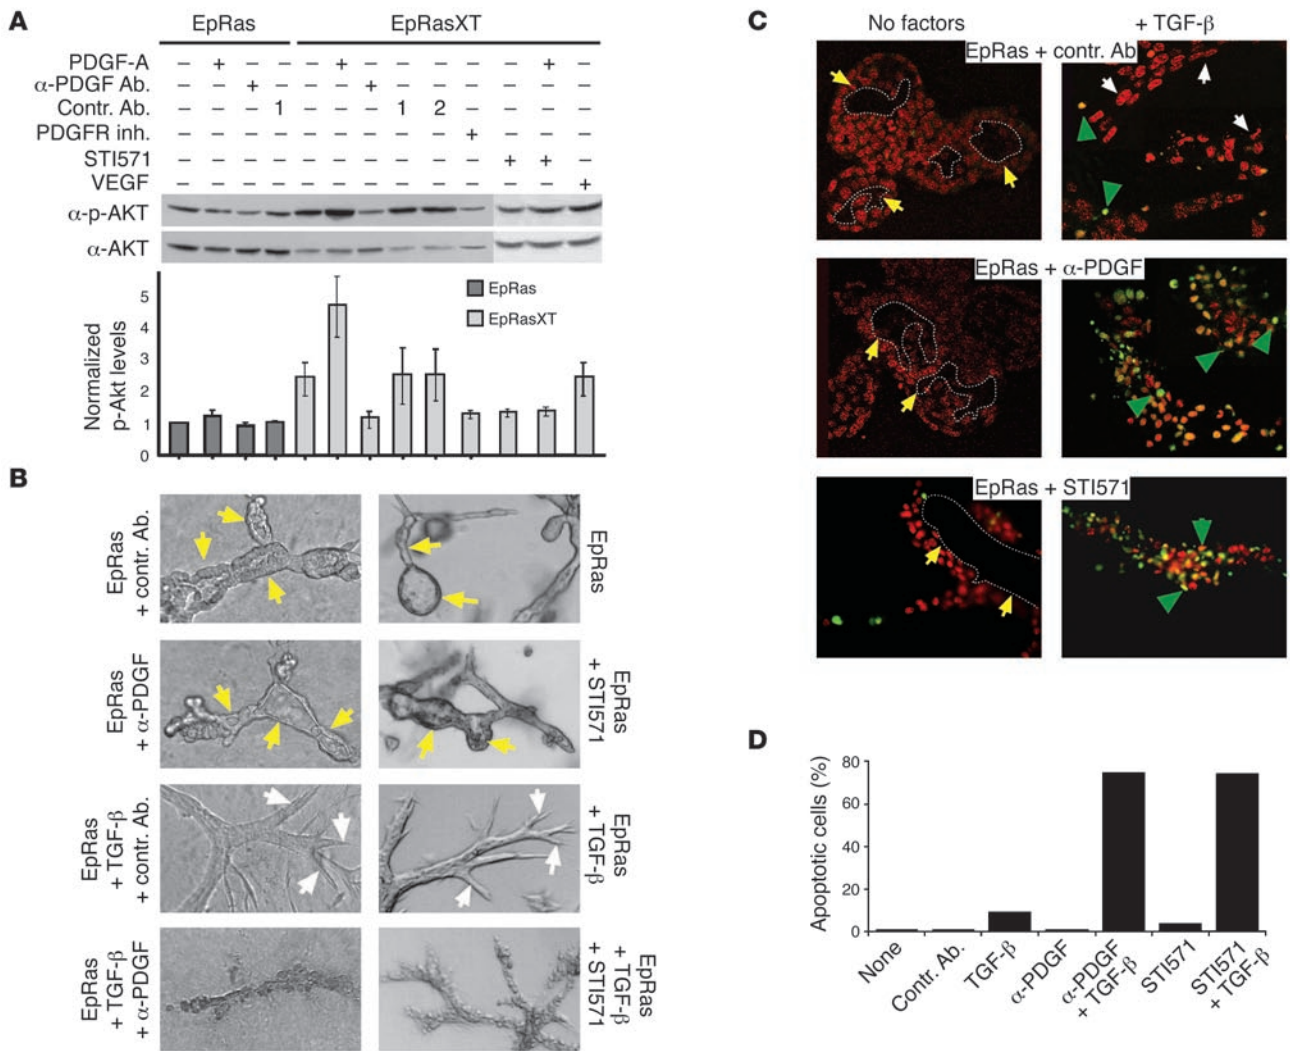 A
EpRas
EpRasXT
PDGF-A – + – – – + – – – – – + –
α-PDGF Ab. – – + – – – + – – – – – –
Contr. Ab. – – – 1 – – – 1 2 – – – –
PDGFR inh. – – – – – – – – – + – – –
STI571 – – – – – – – – – – + + –
VEGF – – – – – – – – – – – – +
α-p-AKT
α-AKT
Normalized
p-Akt levels
5
4
3
2
1
0
EpRas
EpRasXT
B
EpRas
+ contr. Ab.
EpRas
EpRas
+ α-PDGF
EpRas
+ STI571
EpRas
+ TGF-β
+ contr. Ab.
EpRas
+ TGF-β
EpRas
+ TGF-β
+ α-PDGF
EpRas
+ TGF-β
+ STI571
C
No factors
+ TGF-β
EpRas + contr. Ab
EpRas + α-PDGF
EpRas + STI571
D
Apoptotic cells (%)
80
60
40
20
0
None
Contr. Ab.
TGF-β
α-PDGF
α-PDGF
+ TGF-β
STI571
STI571
+ TGF-β